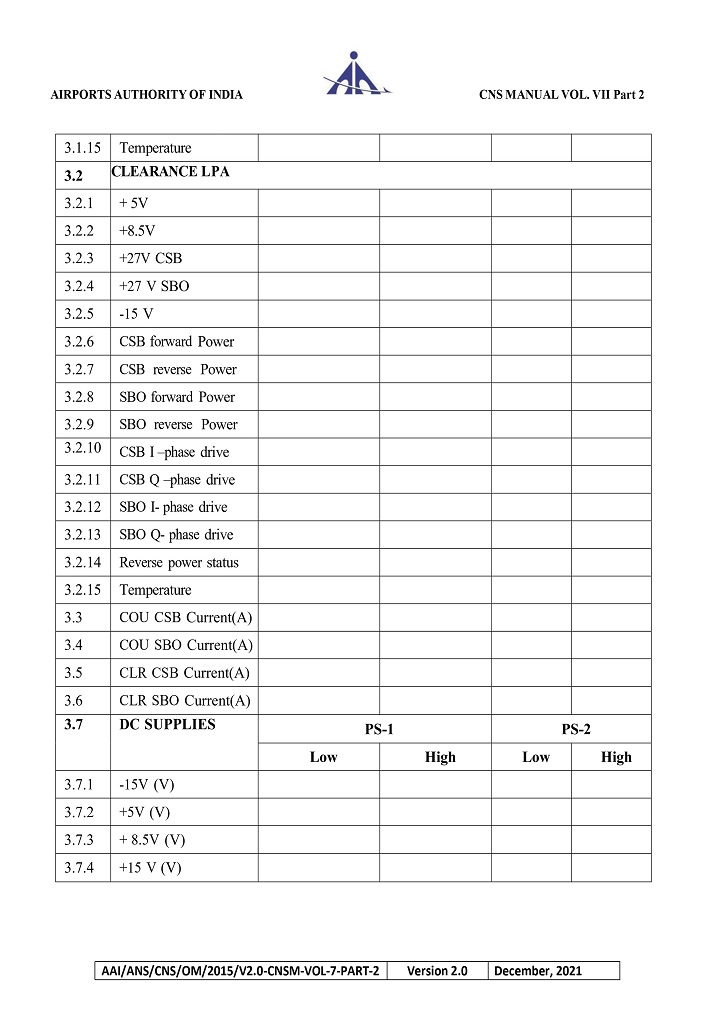 AIRPORTS AUTHORITY OF INDIA CNS MANUAL VOL. VII Part 2
3.1.15 Temperature
3.2 CLEARANCE LPA
3.2.1 + 5V
3.2.2 +8.5V
3.2.3 +27V CSB
3.2.4 +27 V SBO
3.2.5 -15 V
3.2.6 CSB forward Power
3.2.7 CSB reverse Power
3.2.8 SBO forward Power
3.2.9 SBO reverse Power
3.2.10 CSB I –phase drive
3.2.11 CSB Q –phase drive
3.2.12 SBO I- phase drive
3.2.13 SBO Q- phase drive
3.2.14 Reverse power status
3.2.15 Temperature
3.3 COU CSB Current(A)
3.4 COU SBO Current(A)
3.5 CLR CSB Current(A)
3.6 CLR SBO Current(A)
3.7 DC SUPPLIES PS-1 PS-2
Low High Low High
3.7.1 -15V (V)
3.7.2 +5V (V)
3.7.3 + 8.5V (V)
3.7.4 +15 V (V)
AAI/ANS/CNS/OM/2015/V2.0-CNSM-VOL-7-PART-2 Version 2.0 December, 2021